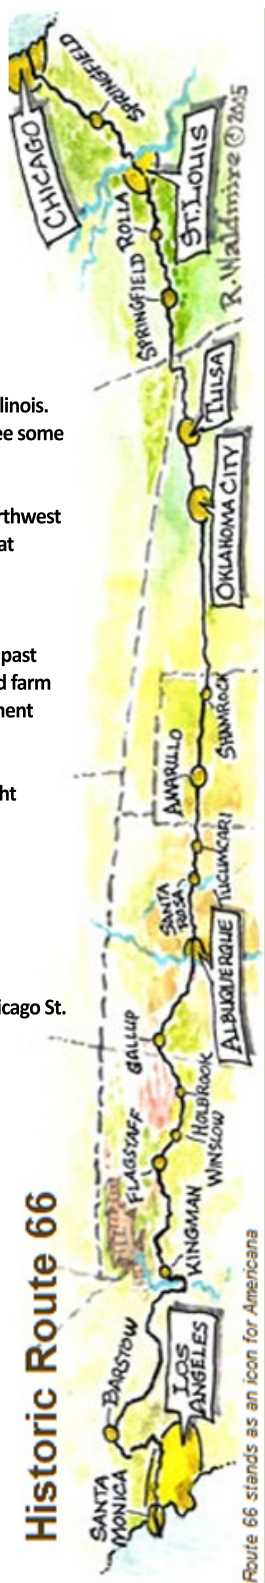 Historic Route 66
SANTA
MONICA
LOS
ANGELES
BARSTOW
KINGMAN
FLAGSTAFF
WINSLOW
HOLBROOK
GALLUP
ALBUQUERQUE
SANTA
ROSA
TUCUMCARI
AMARILLO
SHAMROCK
OKLAHOMA CITY
TULSA
SPRINGFIELD
ROLLA
ST. LOUIS
SPRINGFIELD
CHICAGO
R. Waldmire © 2005
Route 66 stands as an icon for Americana
linois.
ee some
rthwest
at
past
d farm
nent
ht
icago St.